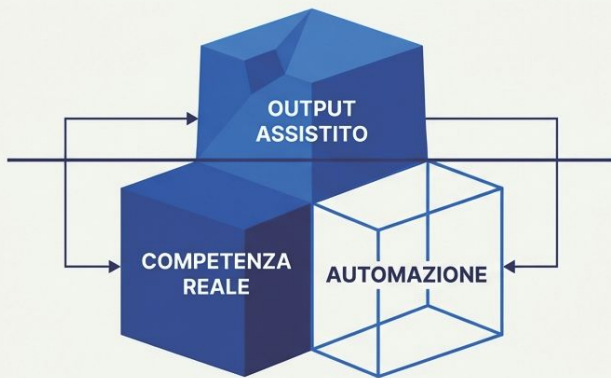 OUTPUT
ASSISTITO
COMPETENZA
REALE
AUTOMAZIONE